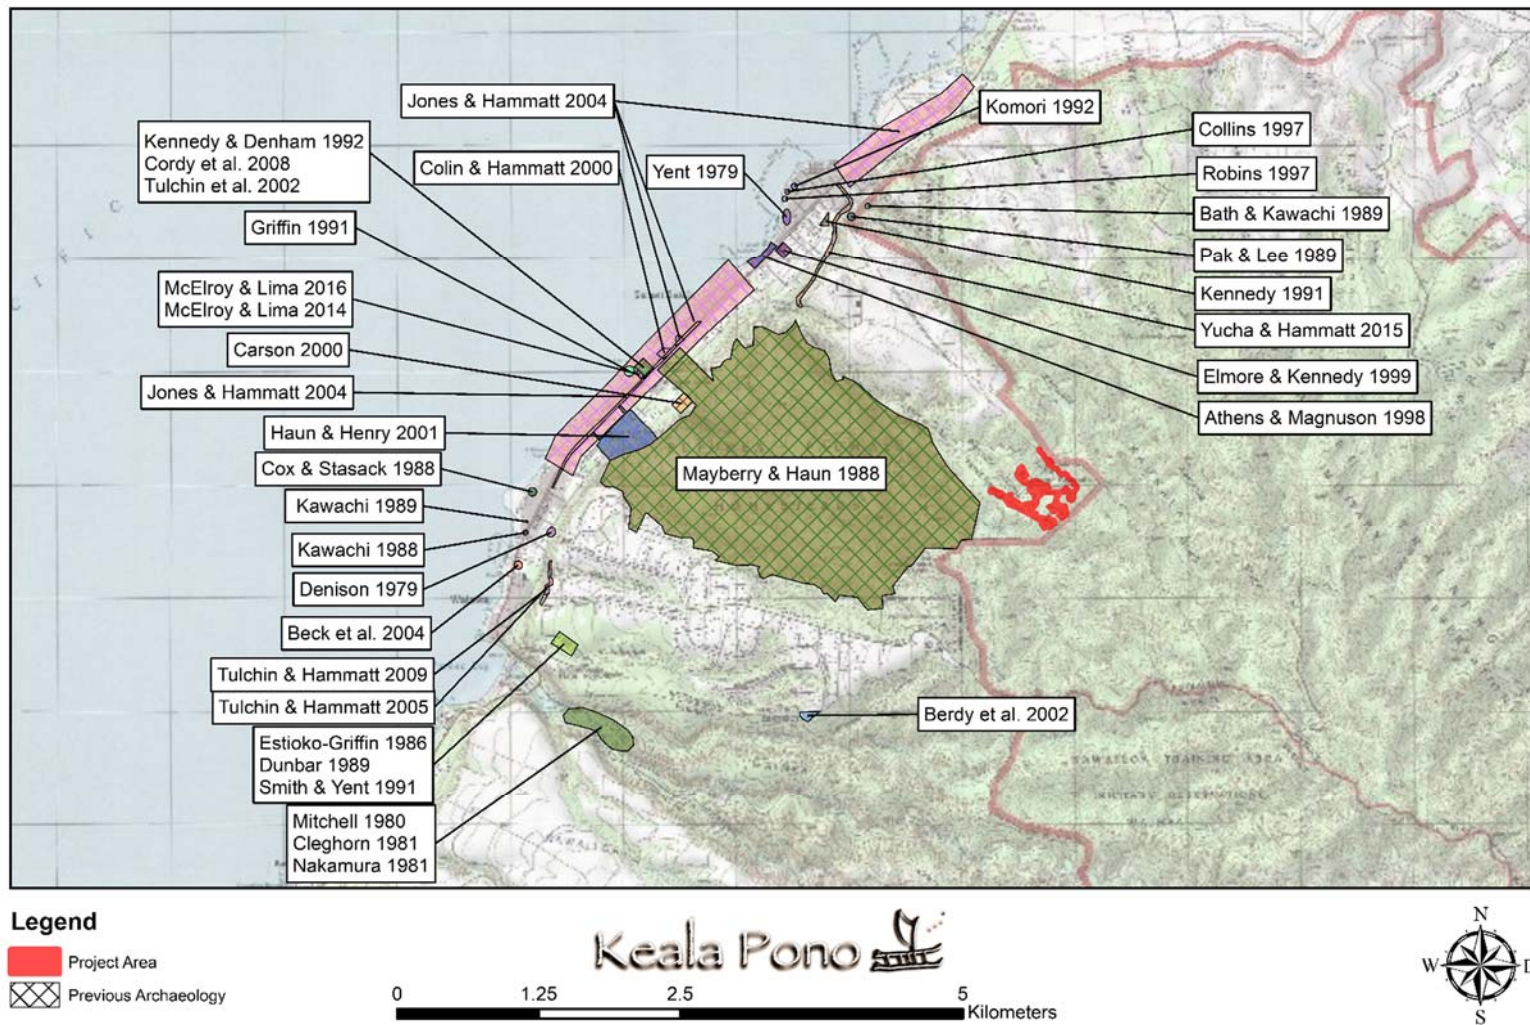 Jones & Hammatt 2004
Komori 1992
Kennedy & Denham 1992
Cordy et al. 2008
Tulchin et al. 2002
Colin & Hammatt 2000
Yent 1979
Collins 1997
Robins 1997
Griffin 1991
Bath & Kawachi 1989
Pak & Lee 1989
McElroy & Lima 2016
McElroy & Lima 2014
Kennedy 1991
Carson 2000
Yucha & Hammatt 2015
Jones & Hammatt 2004
Elmore & Kennedy 1999
Haun & Henry 2001
Athens & Magnuson 1998
Cox & Stasack 1988
Mayberry & Haun 1988
Kawachi 1989
Kawachi 1988
Denison 1979
Beck et al. 2004
Tulchin & Hammatt 2009
Tulchin & Hammatt 2005
Berdy et al. 2002
Estioko-Griffin 1986
Dunbar 1989
Smith & Yent 1991
Mitchell 1980
Cleghorn 1981
Nakamura 1981
C I F I C
TRAINING
Legend
Project Area
Previous Archaeology
Keala Pono
0 1.25 2.5 5
Kilometers
N
W
S